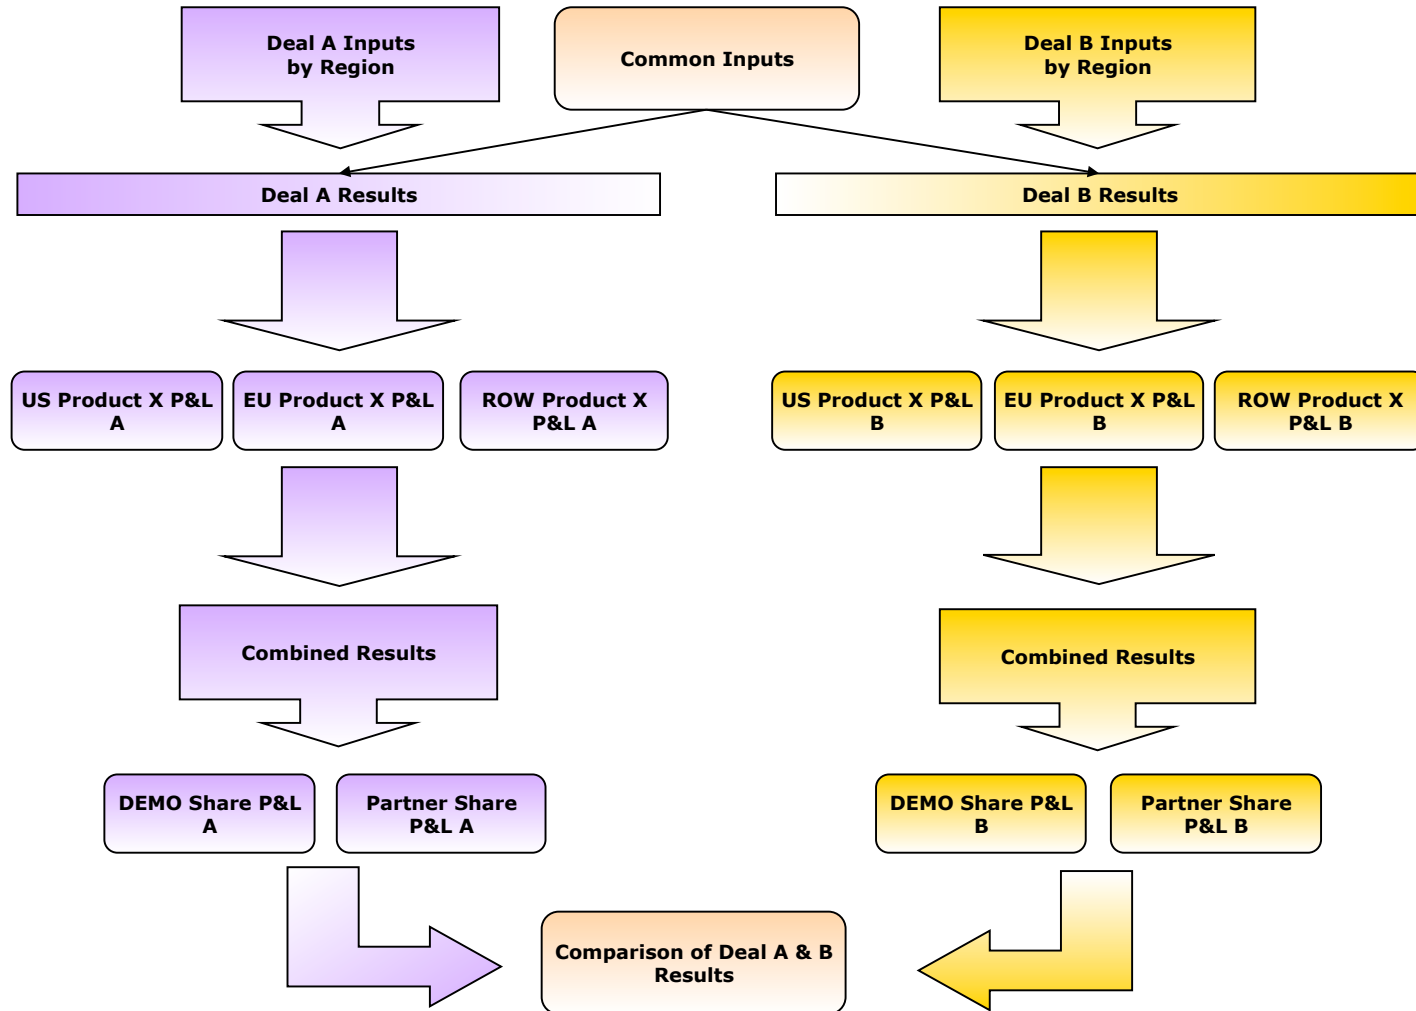 Deal A Inputs
by Region
Common Inputs
Deal B Inputs
by Region
Deal A Results
Deal B Results
US Product X P&L
A
EU Product X P&L
A
ROW Product X
P&L A
US Product X P&L
B
EU Product X P&L
B
ROW Product X
P&L B
Combined Results
Combined Results
DEMO Share P&L
A
Partner Share
P&L A
DEMO Share P&L
B
Partner Share
P&L B
Comparison of Deal A & B
Results